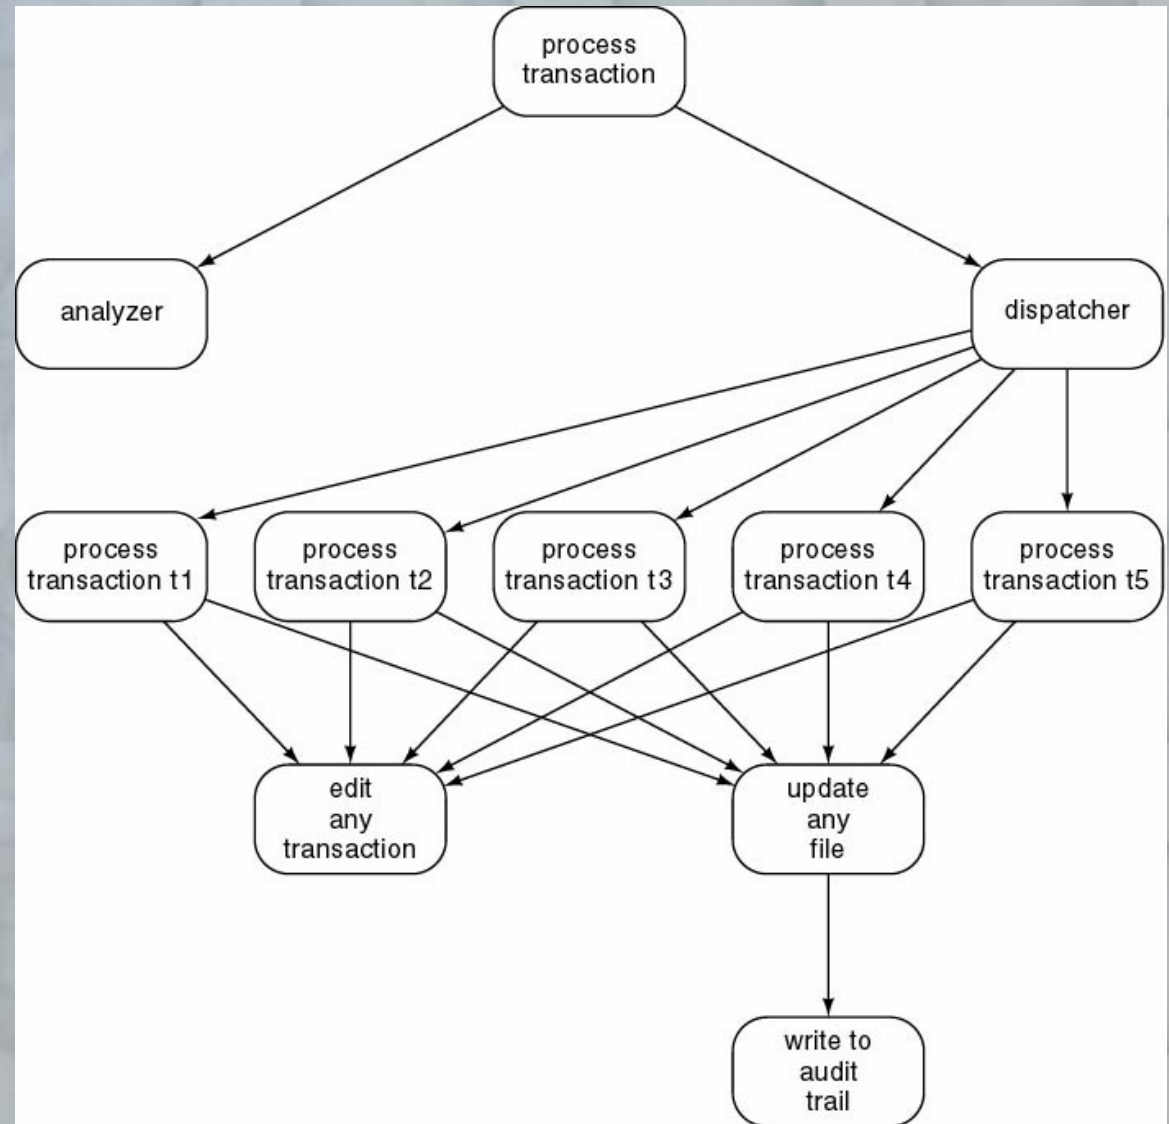 process
transaction
analyzer
dispatcher
process
transaction t1
process
transaction t2
process
transaction t3
process
transaction t4
process
transaction t5
edit
any
transaction
update
any
file
write to
audit
trail